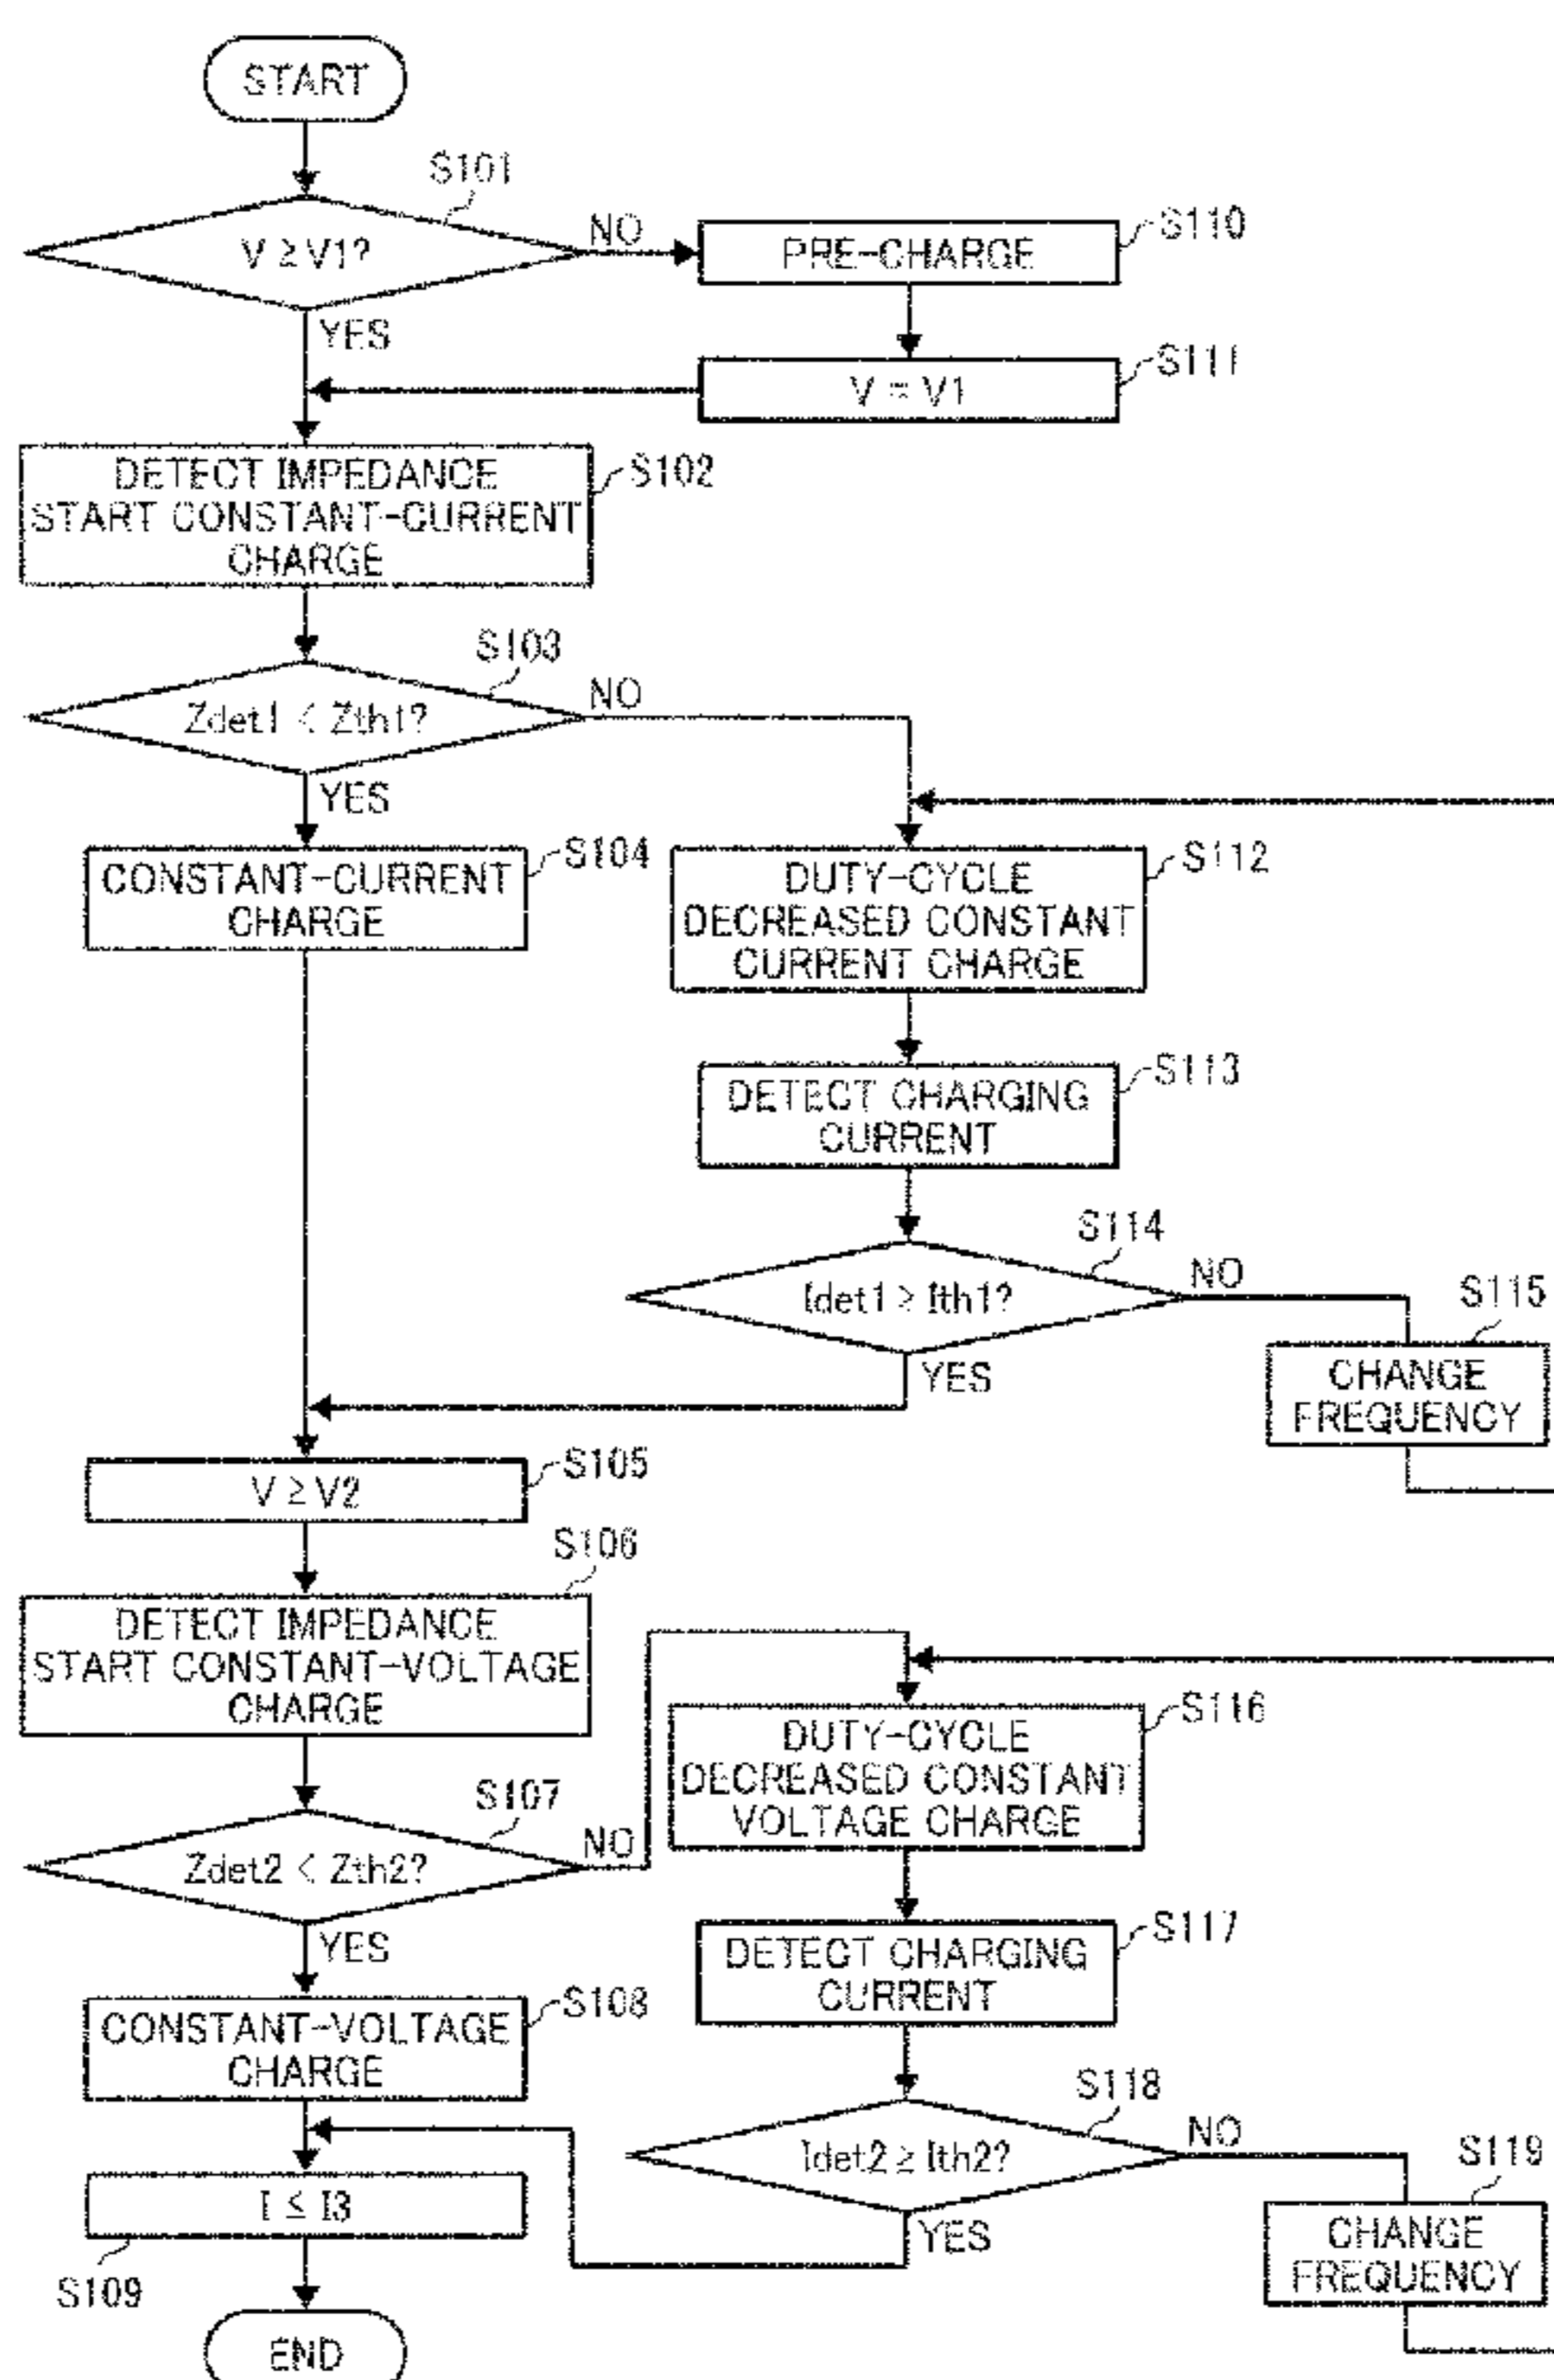 START
S101
V ≥ V1?
NO
YES
PRE-CHARGE
S110
V = V1
S111
DETECT IMPEDANCE
START CONSTANT-CURRENT
CHARGE
S102
S103
Zdet1 < Zth1?
NO
YES
CONSTANT-CURRENT
CHARGE
S104
DUTY-CYCLE
DECREASED CONSTANT
CURRENT CHARGE
S112
DETECT CHARGING
CURRENT
S113
S114
Idet1 ≥ Ith1?
NO
YES
S115
CHANGE
FREQUENCY
V ≥ V2
S105
S106
DETECT IMPEDANCE
START CONSTANT-VOLTAGE
CHARGE
S107
Zdet2 < Zth2?
NO
YES
DUTY-CYCLE
DECREASED CONSTANT
VOLTAGE CHARGE
S116
DETECT CHARGING
CURRENT
S117
CONSTANT-VOLTAGE
CHARGE
S108
S118
Idet2 ≥ Ith2?
NO
YES
S119
CHANGE
FREQUENCY
I ≤ I3
S109
END